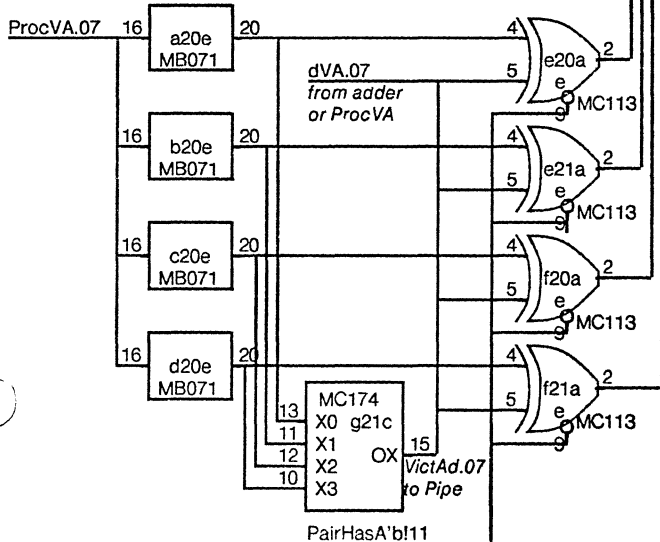 ProcVA.07
16 a20e 20
MB071
dVA.07
from adder
or ProcVA
4
5 e20a 2
e
9 MC113
16 b20e 20
MB071
4
5 e21a 2
e
9 MC113
16 c20e 20
MB071
4
5 f20a 2
e
9 MC113
16 d20e 20
MB071
4
5 f21a 2
e
9 MC113
MC174
13 X0 g21c
11 X1
12 X2 OX 15
10 X3
VictAd.07
to Pipe
PairHasA'b!11